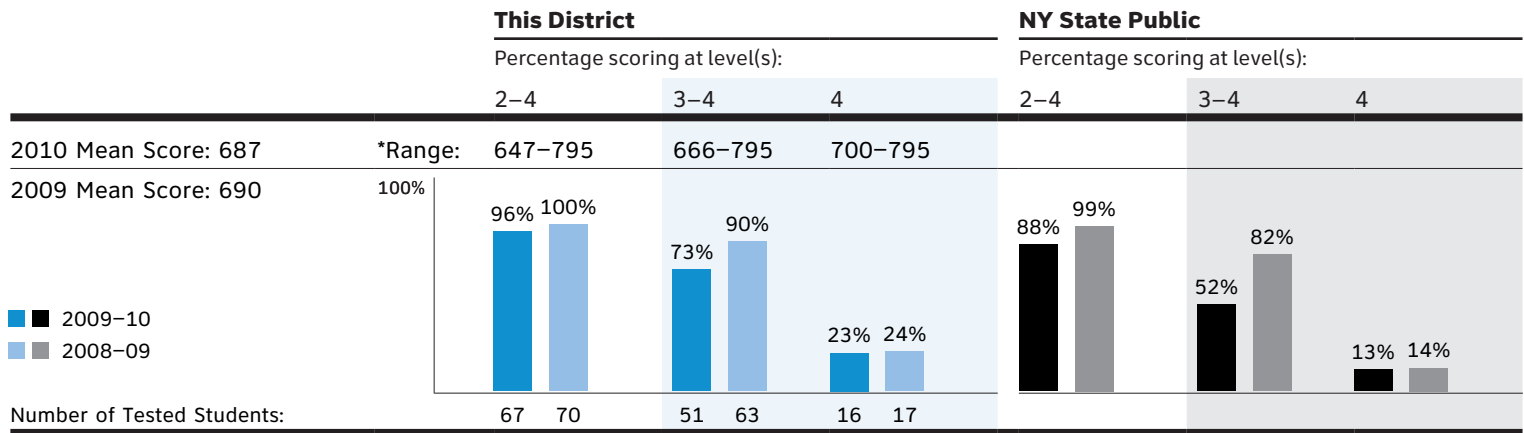 This District NY State Public
Percentage scoring at level(s): Percentage scoring at level(s):
2–4 3–4 4 2–4 3–4 4
2010 Mean Score: 687 *Range: 647–795 666–795 700–795
2009 Mean Score: 690 100%
96% 100% 73% 90% 23% 24% 88% 99% 52% 82% 13% 14%
2009–10
2008–09
Number of Tested Students: 67 70 51 63 16 17